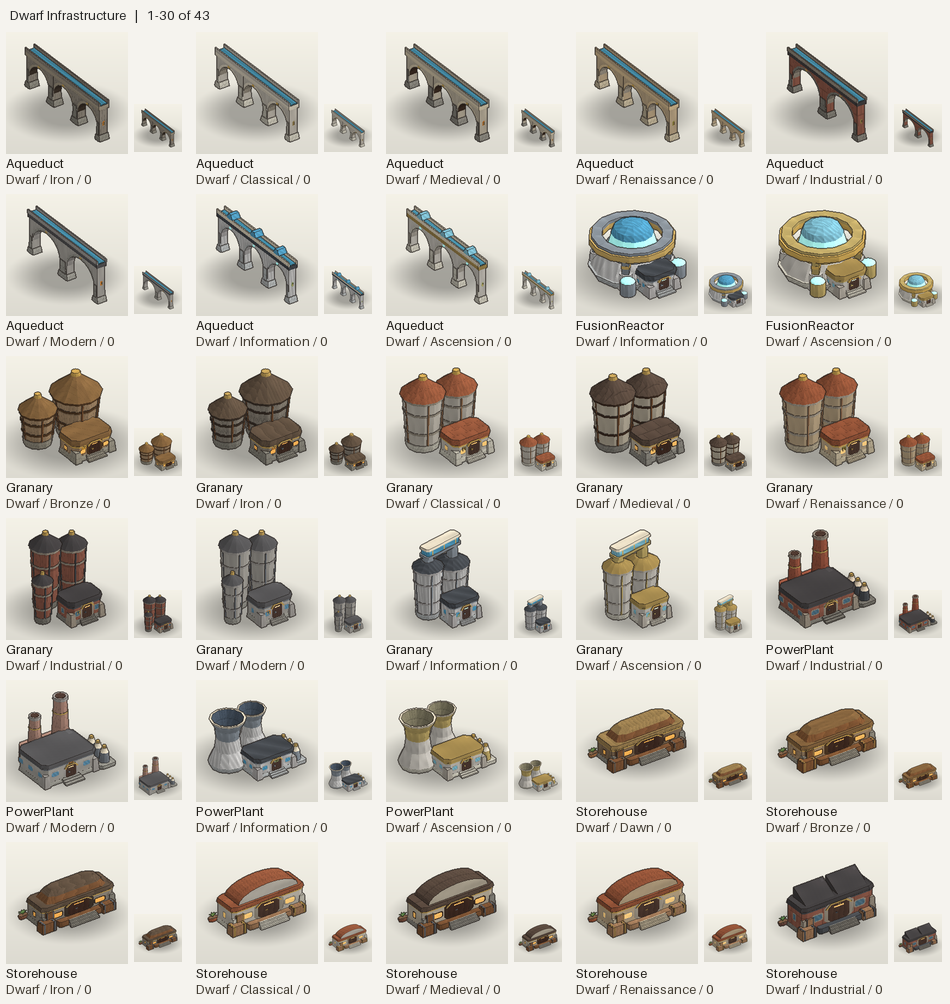 Dwarf Infrastructure | 1-30 of 43
Aqueduct
Dwarf / Iron / 0
Aqueduct
Dwarf / Classical / 0
Aqueduct
Dwarf / Medieval / 0
Aqueduct
Dwarf / Renaissance / 0
Aqueduct
Dwarf / Industrial / 0
Aqueduct
Dwarf / Modern / 0
Aqueduct
Dwarf / Information / 0
Aqueduct
Dwarf / Ascension / 0
FusionReactor
Dwarf / Information / 0
FusionReactor
Dwarf / Ascension / 0
Granary
Dwarf / Bronze / 0
Granary
Dwarf / Iron / 0
Granary
Dwarf / Classical / 0
Granary
Dwarf / Medieval / 0
Granary
Dwarf / Renaissance / 0
Granary
Dwarf / Industrial / 0
Granary
Dwarf / Modern / 0
Granary
Dwarf / Information / 0
Granary
Dwarf / Ascension / 0
PowerPlant
Dwarf / Industrial / 0
PowerPlant
Dwarf / Modern / 0
PowerPlant
Dwarf / Information / 0
PowerPlant
Dwarf / Ascension / 0
Storehouse
Dwarf / Dawn / 0
Storehouse
Dwarf / Bronze / 0
Storehouse
Dwarf / Iron / 0
Storehouse
Dwarf / Classical / 0
Storehouse
Dwarf / Medieval / 0
Storehouse
Dwarf / Renaissance / 0
Storehouse
Dwarf / Industrial / 0